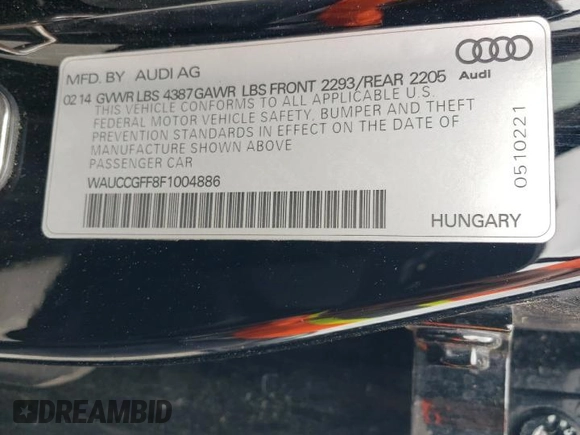 MFD. BY AUDI AG
Audi
02 14 GVWR LBS 4387 GAWR LBS FRONT 2293/REAR 2205
THIS VEHICLE CONFORMS TO ALL APPLICABLE U.S.
FEDERAL MOTOR VEHICLE SAFETY, BUMPER AND THEFT
PREVENTION STANDARDS IN EFFECT ON THE DATE OF
MANUFACTURE SHOWN ABOVE
PASSENGER CAR
WAUCCGFF8F1004886
0510221
HUNGARY
DREAMBID